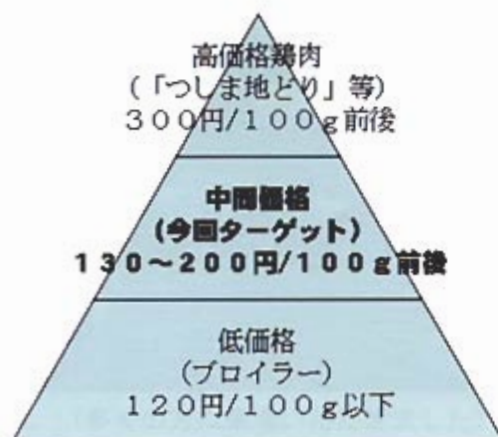 高価格鶏肉
（「つしま地どり」等）
３００円/１００ｇ前後
中間価格
（今回ターゲット）
１３０～２００円/１００ｇ前後
低価格
（ブロイラー）
１２０円/１００ｇ以下